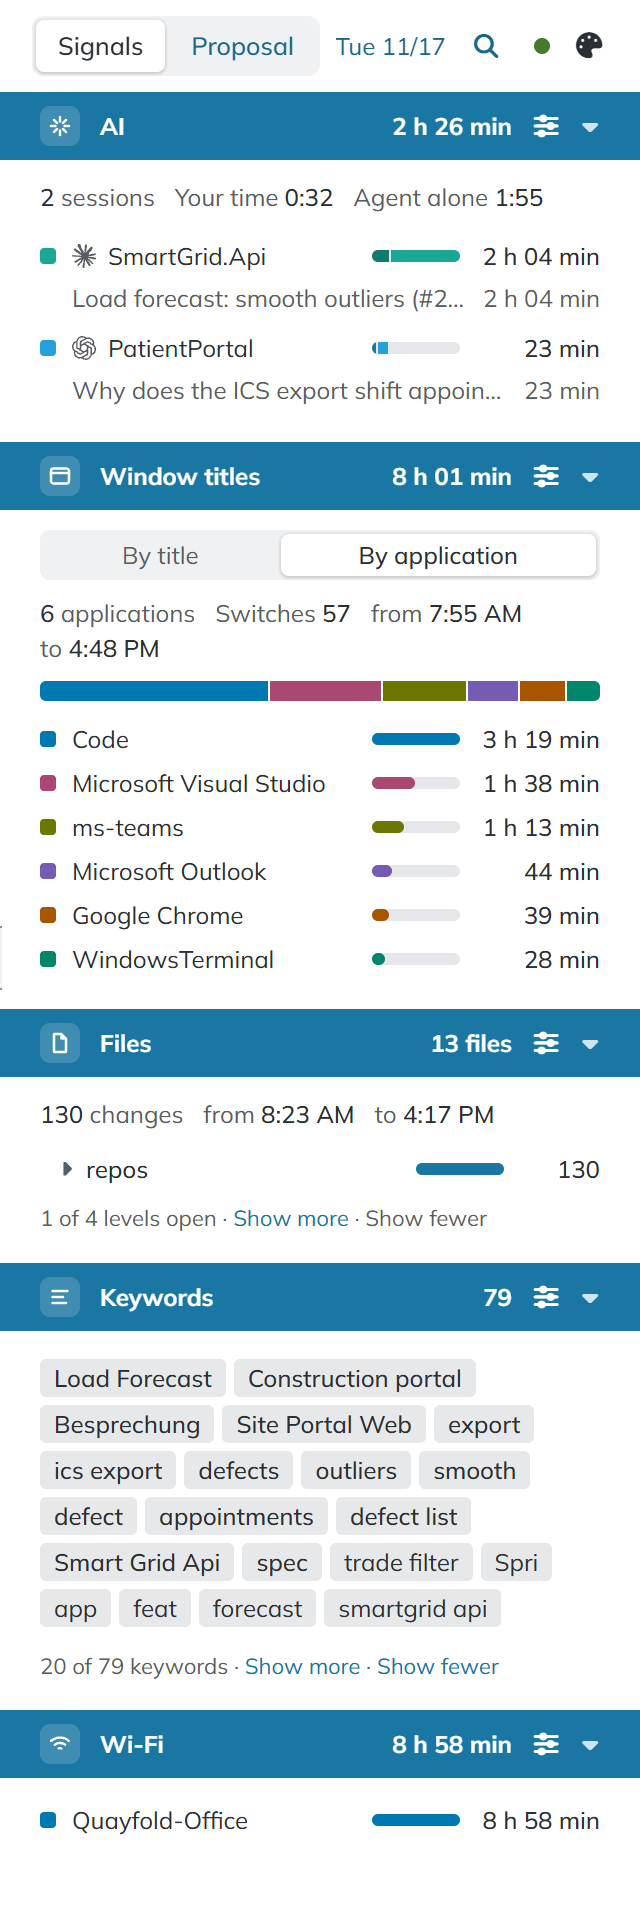 Signals Proposal Tue 11/17
AI 2 h 26 min
2 sessions Your time 0:32 Agent alone 1:55
SmartGrid.Api 2 h 04 min
Load forecast: smooth outliers (#2... 2 h 04 min
PatientPortal 23 min
Why does the ICS export shift appoin... 23 min
Window titles 8 h 01 min
By title By application
6 applications Switches 57 from 7:55 AM
to 4:48 PM
Code 3 h 19 min
Microsoft Visual Studio 1 h 38 min
ms-teams 1 h 13 min
Microsoft Outlook 44 min
Google Chrome 39 min
WindowsTerminal 28 min
Files 13 files
130 changes from 8:23 AM to 4:17 PM
repos 130
1 of 4 levels open · Show more · Show fewer
Keywords 79
Load Forecast Construction portal
Besprechung Site Portal Web export
ics export defects outliers smooth
defect appointments defect list
Smart Grid Api spec trade filter Spri
app feat forecast smartgrid api
20 of 79 keywords · Show more · Show fewer
Wi-Fi 8 h 58 min
Quayfold-Office 8 h 58 min